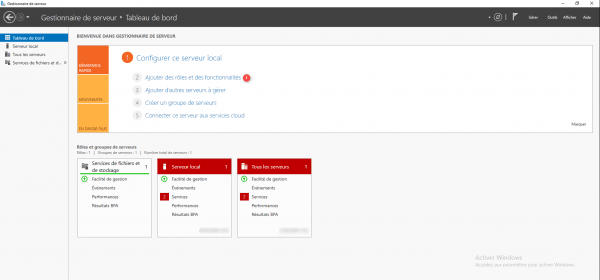 Gestionnaire de serveur
Gestionnaire de serveur • Tableau de bord
Gérer Outils Afficher Aide
Tableau de bord
Serveur local
Tous les serveurs
Services de fichiers et d...
BIENVENUE DANS GESTIONNAIRE DE SERVEUR
DÉMARRAGE
RAPIDE
NOUVEAUTÉS
EN SAVOIR PLUS
1 Configurer ce serveur local
2 Ajouter des rôles et des fonctionnalités
3 Ajouter d'autres serveurs à gérer
4 Créer un groupe de serveurs
5 Connecter ce serveur aux services cloud
Masquer
Rôles et groupes de serveurs
Rôles : 1 | Groupes de serveurs : 1 | Nombre total de serveurs : 1
Services de fichiers et
de stockage 1
Facilité de gestion
Événements
Performances
Résultats BPA
Serveur local 1
Facilité de gestion
Événements
Services
Performances
Résultats BPA
Tous les serveurs 1
Facilité de gestion
Événements
Services
Performances
Résultats BPA
Activer Windows
Accédez aux paramètres pour activer Windows.